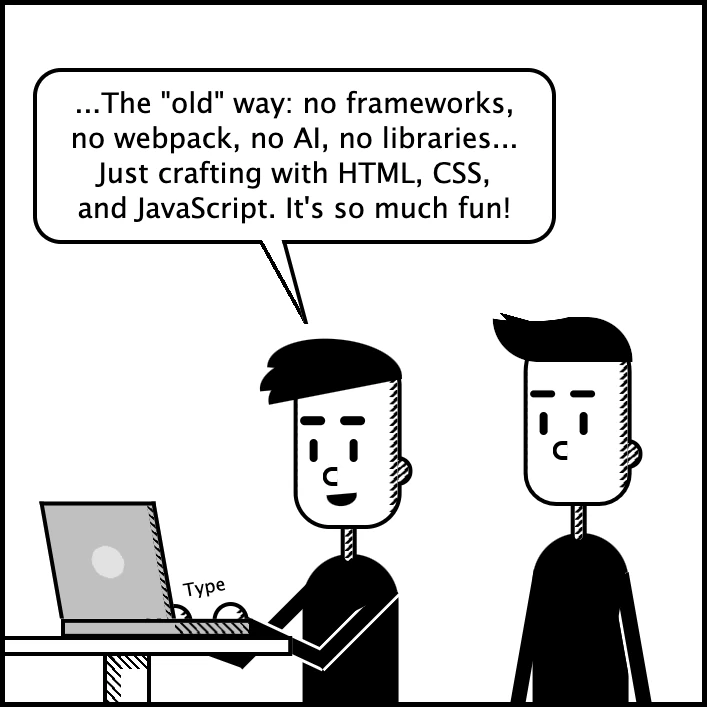 ...The "old" way: no frameworks,
no webpack, no AI, no libraries...
Just crafting with HTML, CSS,
and JavaScript. It's so much fun!
Type